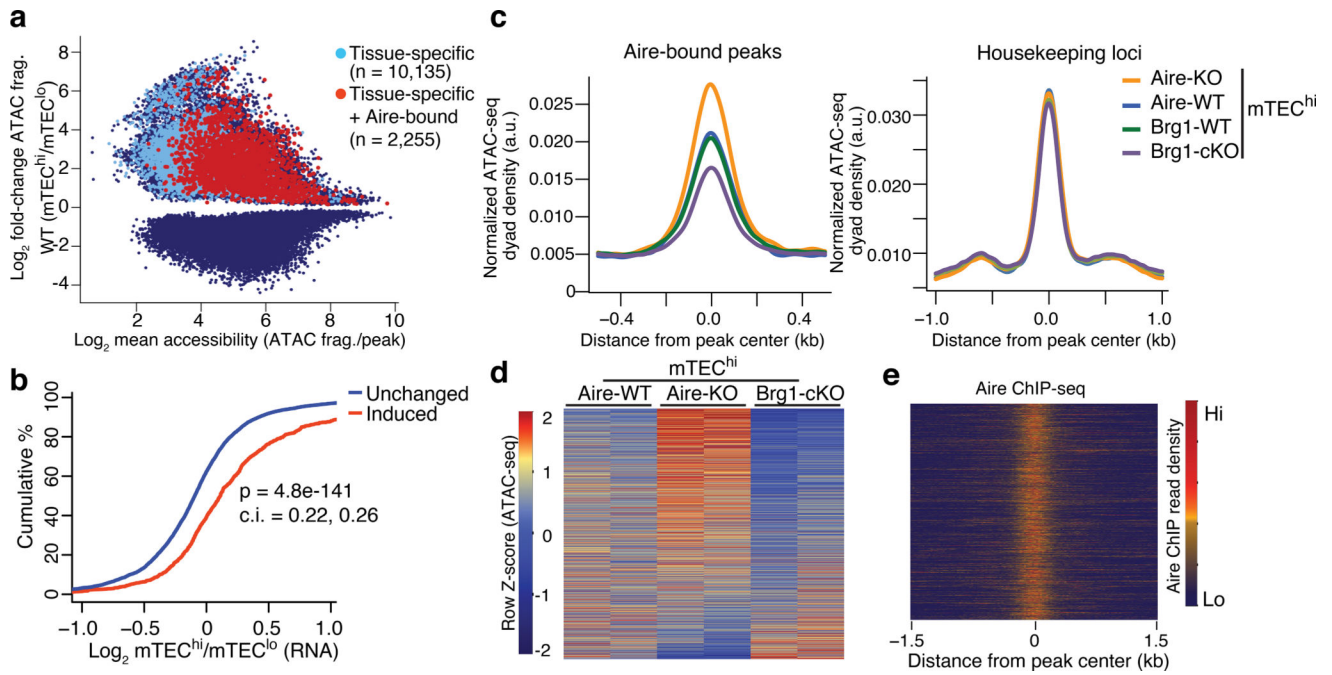 a
Log2 fold-change ATAC frag.
WT (mTEChi/mTEClo)
8
6
4
2
0
-2
-4
2
4
6
8
10
Log2 mean accessibility (ATAC frag./peak)
Tissue-specific
(n = 10,135)
Tissue-specific
+ Aire-bound
(n = 2,255)
b
Cumulative %
100
80
60
40
20
0
Unchanged
Induced
p = 4.8e-141
c.i. = 0.22, 0.26
-1.0
-0.5
0
0.5
1.0
Log2 mTEChi/mTEClo (RNA)
c
Aire-bound peaks
Normalized ATAC-seq
dyad density (a.u.)
0.025
0.020
0.015
0.010
0.005
0
-0.4
0.0
0.4
Distance from peak center (kb)
Housekeeping loci
Normalized ATAC-seq
dyad density (a.u.)
0.030
0.020
0.010
-1.0
0.0
1.0
Distance from peak center (kb)
Aire-KO
Aire-WT
Brg1-WT
Brg1-cKO
mTEChi
d
mTEChi
Aire-WT Aire-KO Brg1-cKO
Row Z-score (ATAC-seq)
2
1
0
-1
-2
e
Aire ChIP-seq
-1.5
0
1.5
Distance from peak center (kb)
Aire ChIP read density
Hi
Lo